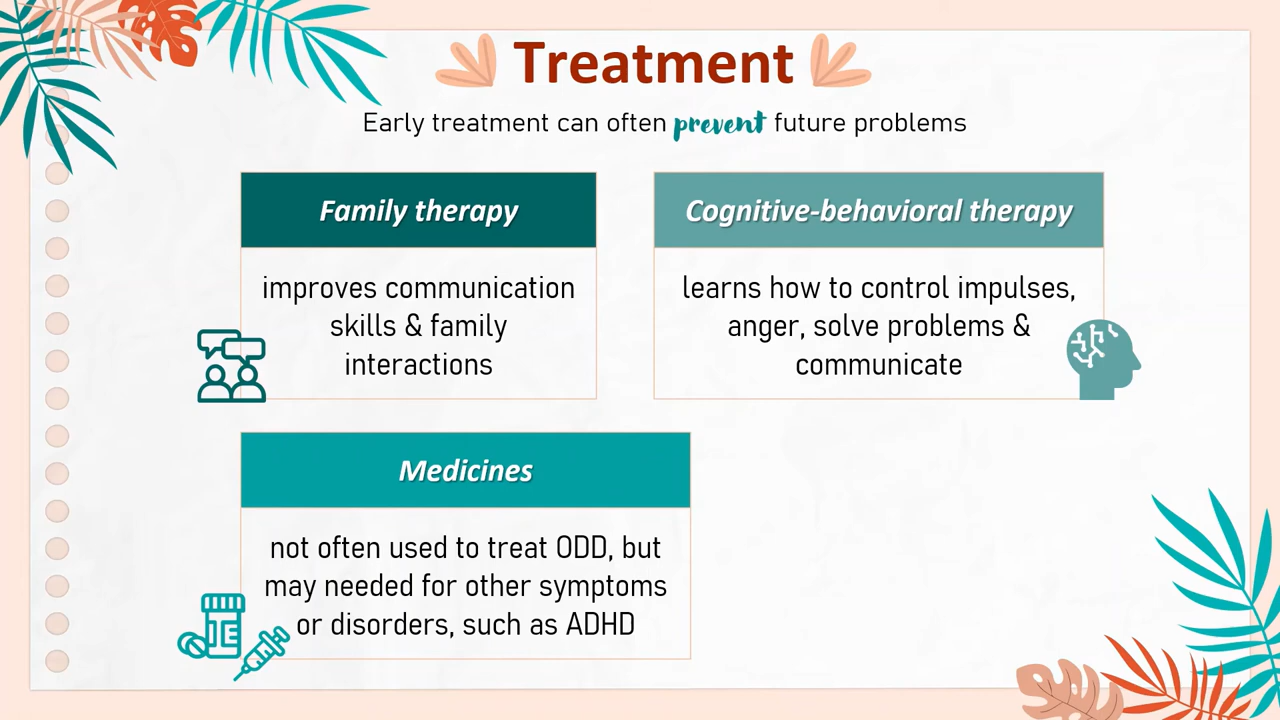 Treatment
Early treatment can often prevent future problems
Family therapy
improves communication
skills & family
interactions
Cognitive-behavioral therapy
learns how to control impulses,
anger, solve problems &
communicate
Medicines
not often used to treat ODD, but
may needed for other symptoms
or disorders, such as ADHD